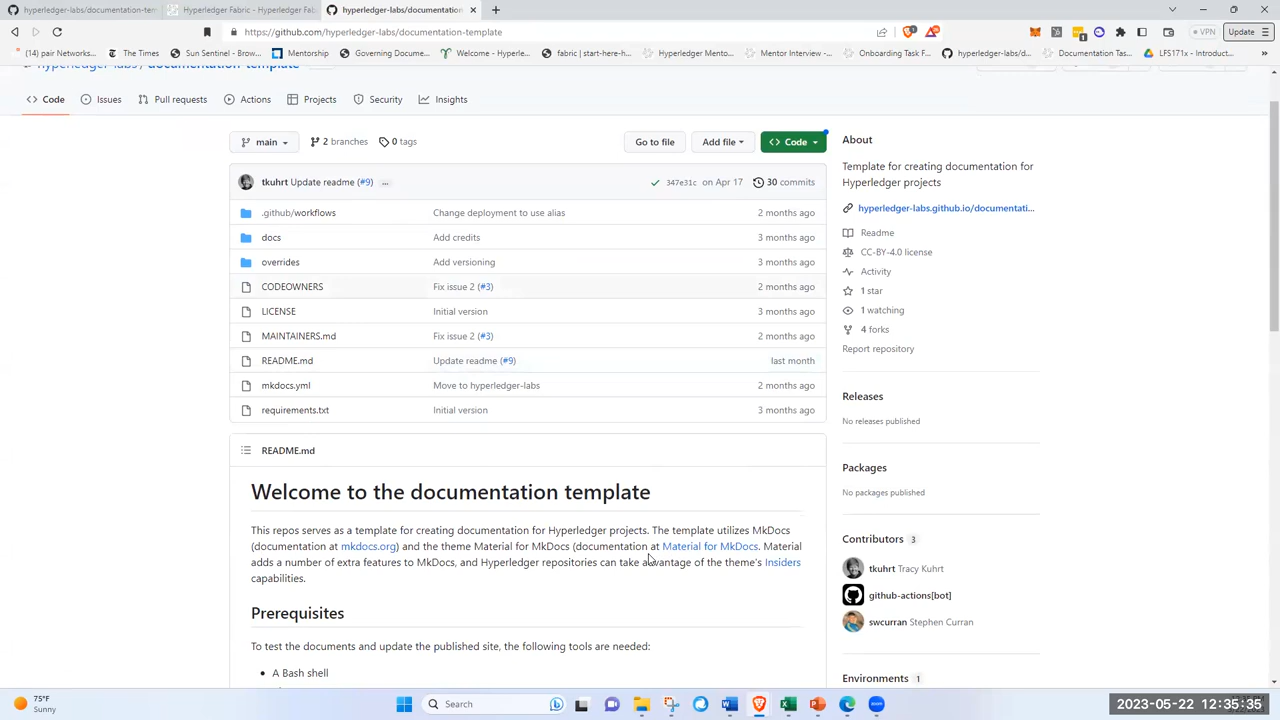 hyperledger-labs/documentation-tem
Hyperledger Fabric - Hyperledger Fab
hyperledger-labs/documentation
https://github.com/hyperledger-labs/documentation-template
VPN
Update
(14) pair Networks...
The Times
Sun Sentinel - Brow...
Mentorship
Governing Docume...
Welcome - Hyperle...
fabric | start-here-h...
Hyperledger Mento...
Mentor Interview -...
Onboarding Task F...
hyperledger-labs/d...
Documentation Tas...
LFS171x - Introduct...
hyperledger-labs / documentation-template
Code
Issues
Pull requests
Actions
Projects
Security
Insights
main
2 branches
0 tags
Go to file
Add file
Code
tkuhrt Update readme (#9) ...
347e31c on Apr 17
30 commits
.github/workflows Change deployment to use alias 2 months ago
docs Add credits 3 months ago
overrides Add versioning 3 months ago
CODEOWNERS Fix issue 2 (#3) 2 months ago
LICENSE Initial version 3 months ago
MAINTAINERS.md Fix issue 2 (#3) 2 months ago
README.md Update readme (#9) last month
mkdocs.yml Move to hyperledger-labs 2 months ago
requirements.txt Initial version 3 months ago
README.md
Welcome to the documentation template
This repos serves as a template for creating documentation for Hyperledger projects. The template utilizes MkDocs
(documentation at mkdocs.org) and the theme Material for MkDocs (documentation at Material for MkDocs. Material
adds a number of extra features to MkDocs, and Hyperledger repositories can take advantage of the theme's Insiders
capabilities.
Prerequisites
To test the documents and update the published site, the following tools are needed:
A Bash shell
About
Template for creating documentation for
Hyperledger projects
hyperledger-labs.github.io/documentati...
Readme
CC-BY-4.0 license
Activity
1 star
1 watching
4 forks
Report repository
Releases
No releases published
Packages
No packages published
Contributors 3
tkuhrt Tracy Kuhrt
github-actions[bot]
swcurran Stephen Curran
Environments 1
75°F
Sunny
Search
2023-05-22 12:35:35